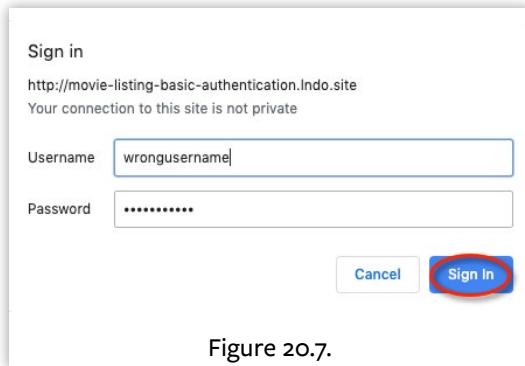 Sign in
http://movie-listing-basic-authentication.lndo.site
Your connection to this site is not private
Username wrongusername
Password •••••••••••
Cancel Sign In
Figure 20.7.